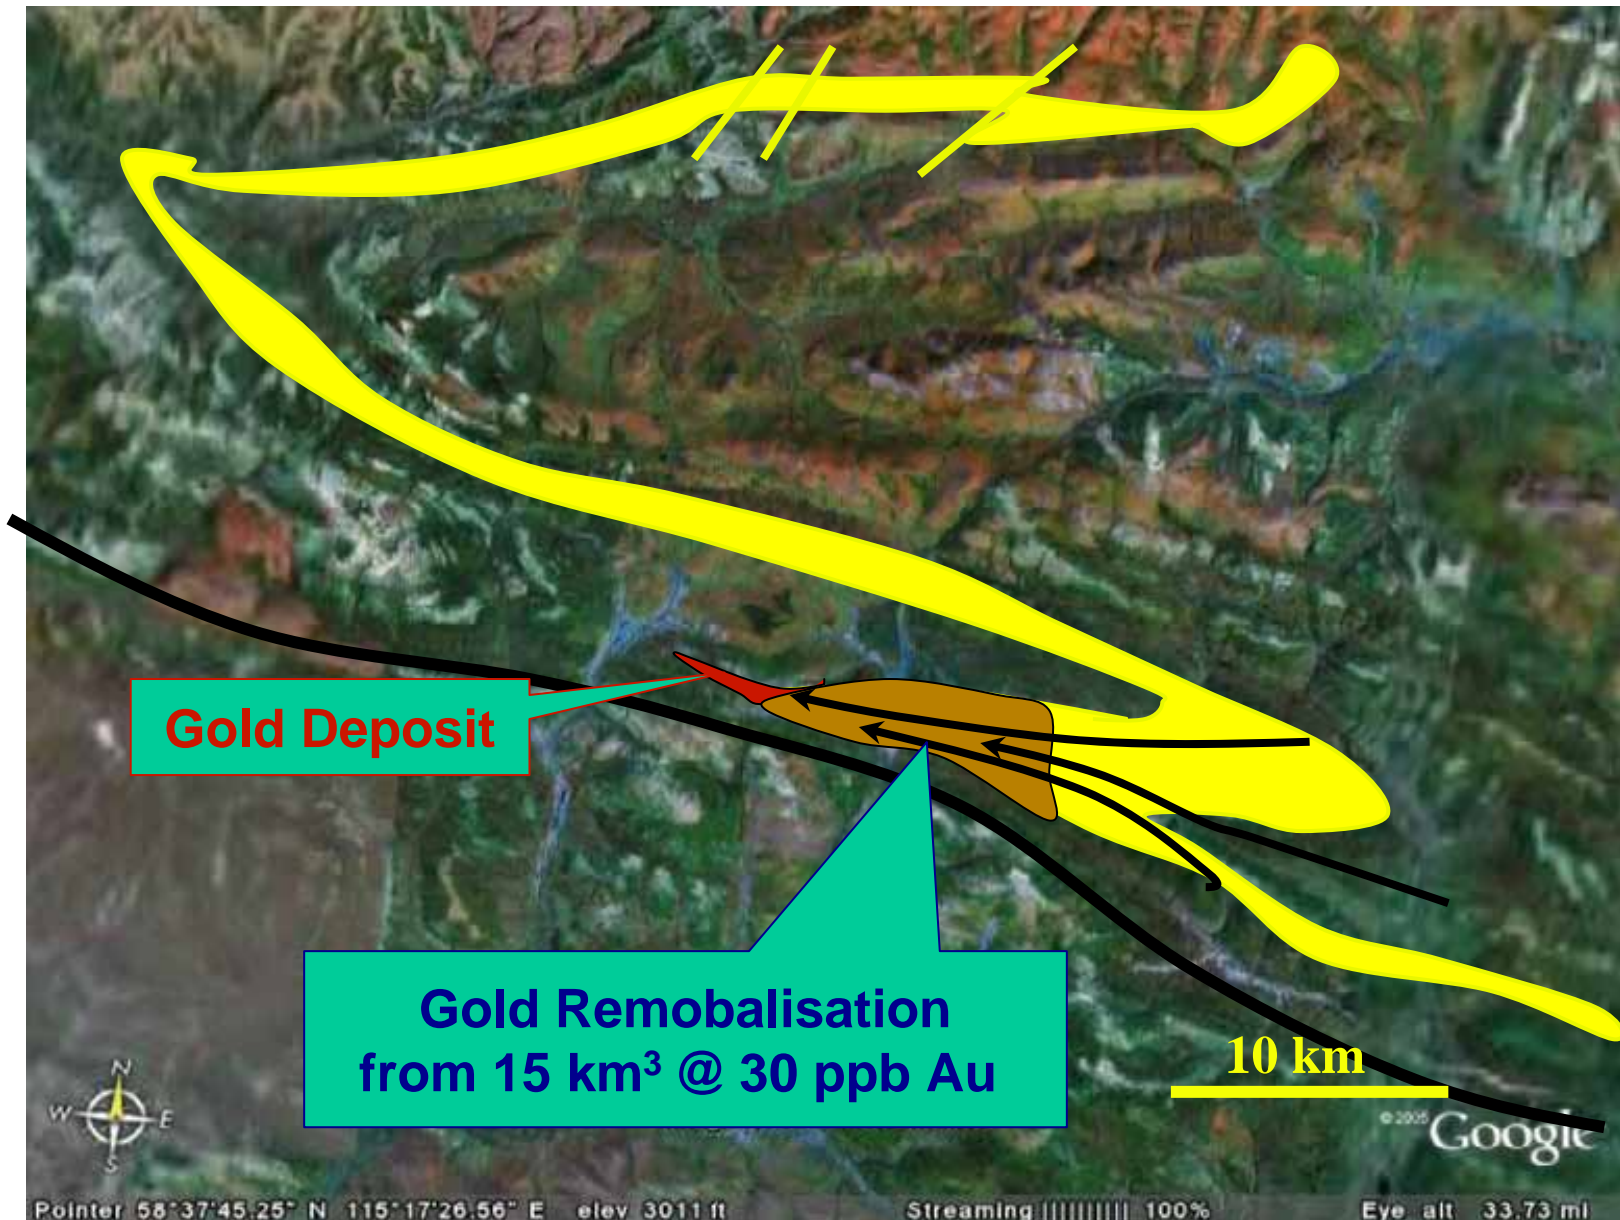 Gold Deposit
Gold Remobalisation
from 15 km³ @ 30 ppb Au
10 km
N
W E
S
©2005 Google
Pointer 58°37'45.25" N 115°17'26.56" E elev 3011 ft Streaming |||||||||| 100% Eye alt 33.73 mi